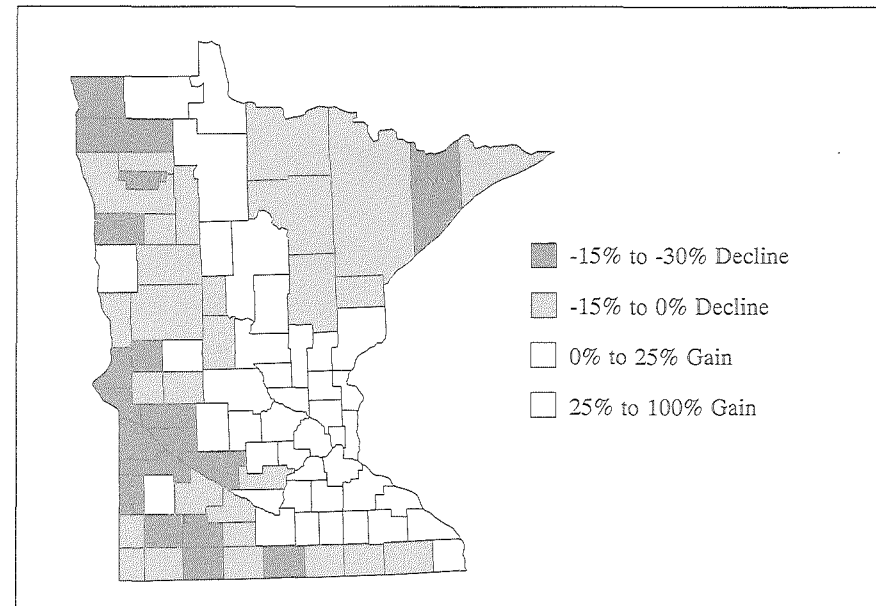 -15% to -30% Decline
-15% to 0% Decline
0% to 25% Gain
25% to 100% Gain